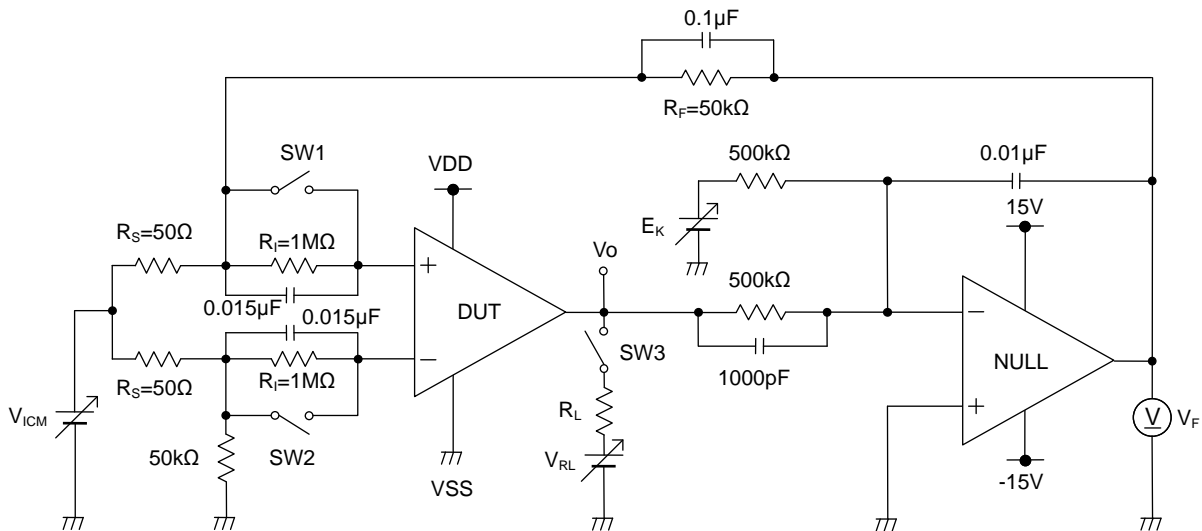 0.1µF
RF=50kΩ
SW1
VDD
500kΩ
0.01µF
15V
EK
RS=50Ω
RI=1MΩ
Vo
0.015µF
500kΩ
+
DUT
−
0.015µF
−
NULL
+
RS=50Ω
RI=1MΩ
SW3
1000pF
VICM
RL
V
VF
50kΩ
SW2
VRL
-15V
VSS